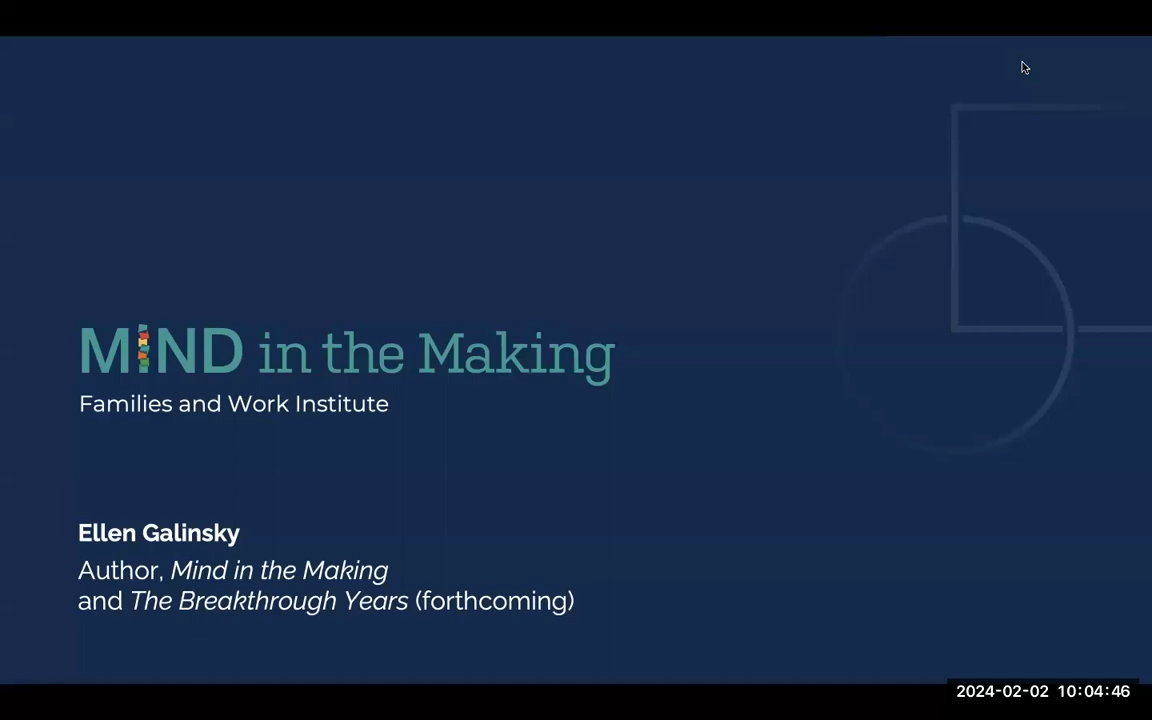 MIND in the Making
Families and Work Institute
Ellen Galinsky
Author, Mind in the Making
and The Breakthrough Years (forthcoming)
2024-02-02 10:04:46